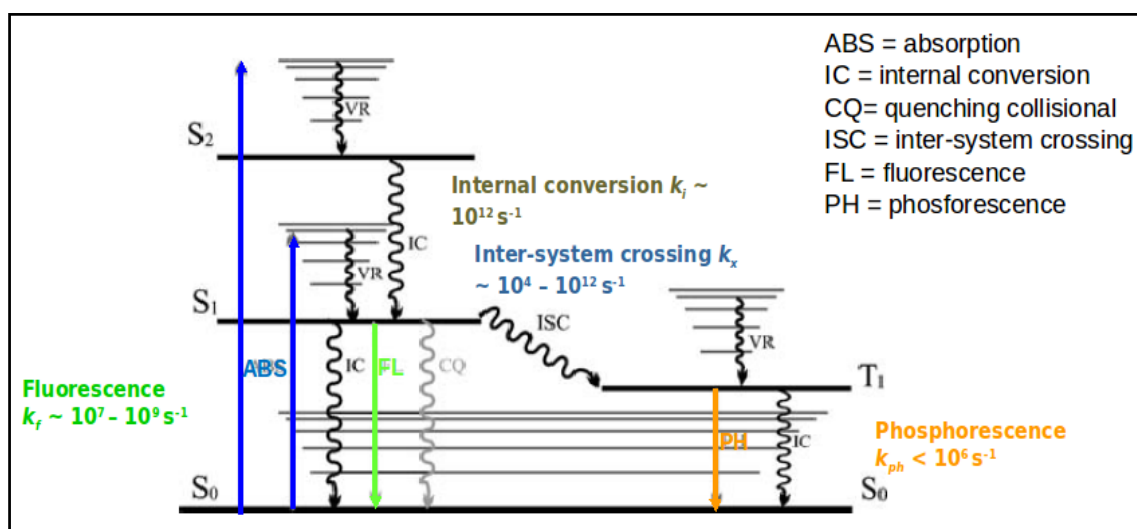 ABS = absorption
IC = internal conversion
CQ= quenching collisional
ISC = inter-system crossing
FL = fluorescence
PH = phosforescence
VR
S₂
Internal conversion kᵢ ~
10¹² s⁻¹
IC
Inter-system crossing kₓ
~ 10⁴ – 10¹² s⁻¹
VR
S₁
ISC
VR
ABS
IC
FL
CQ
T₁
Fluorescence
k_f ~ 10⁷ – 10⁹ s⁻¹
PH
IC
Phosphorescence
k_ph < 10⁶ s⁻¹
S₀
S₀